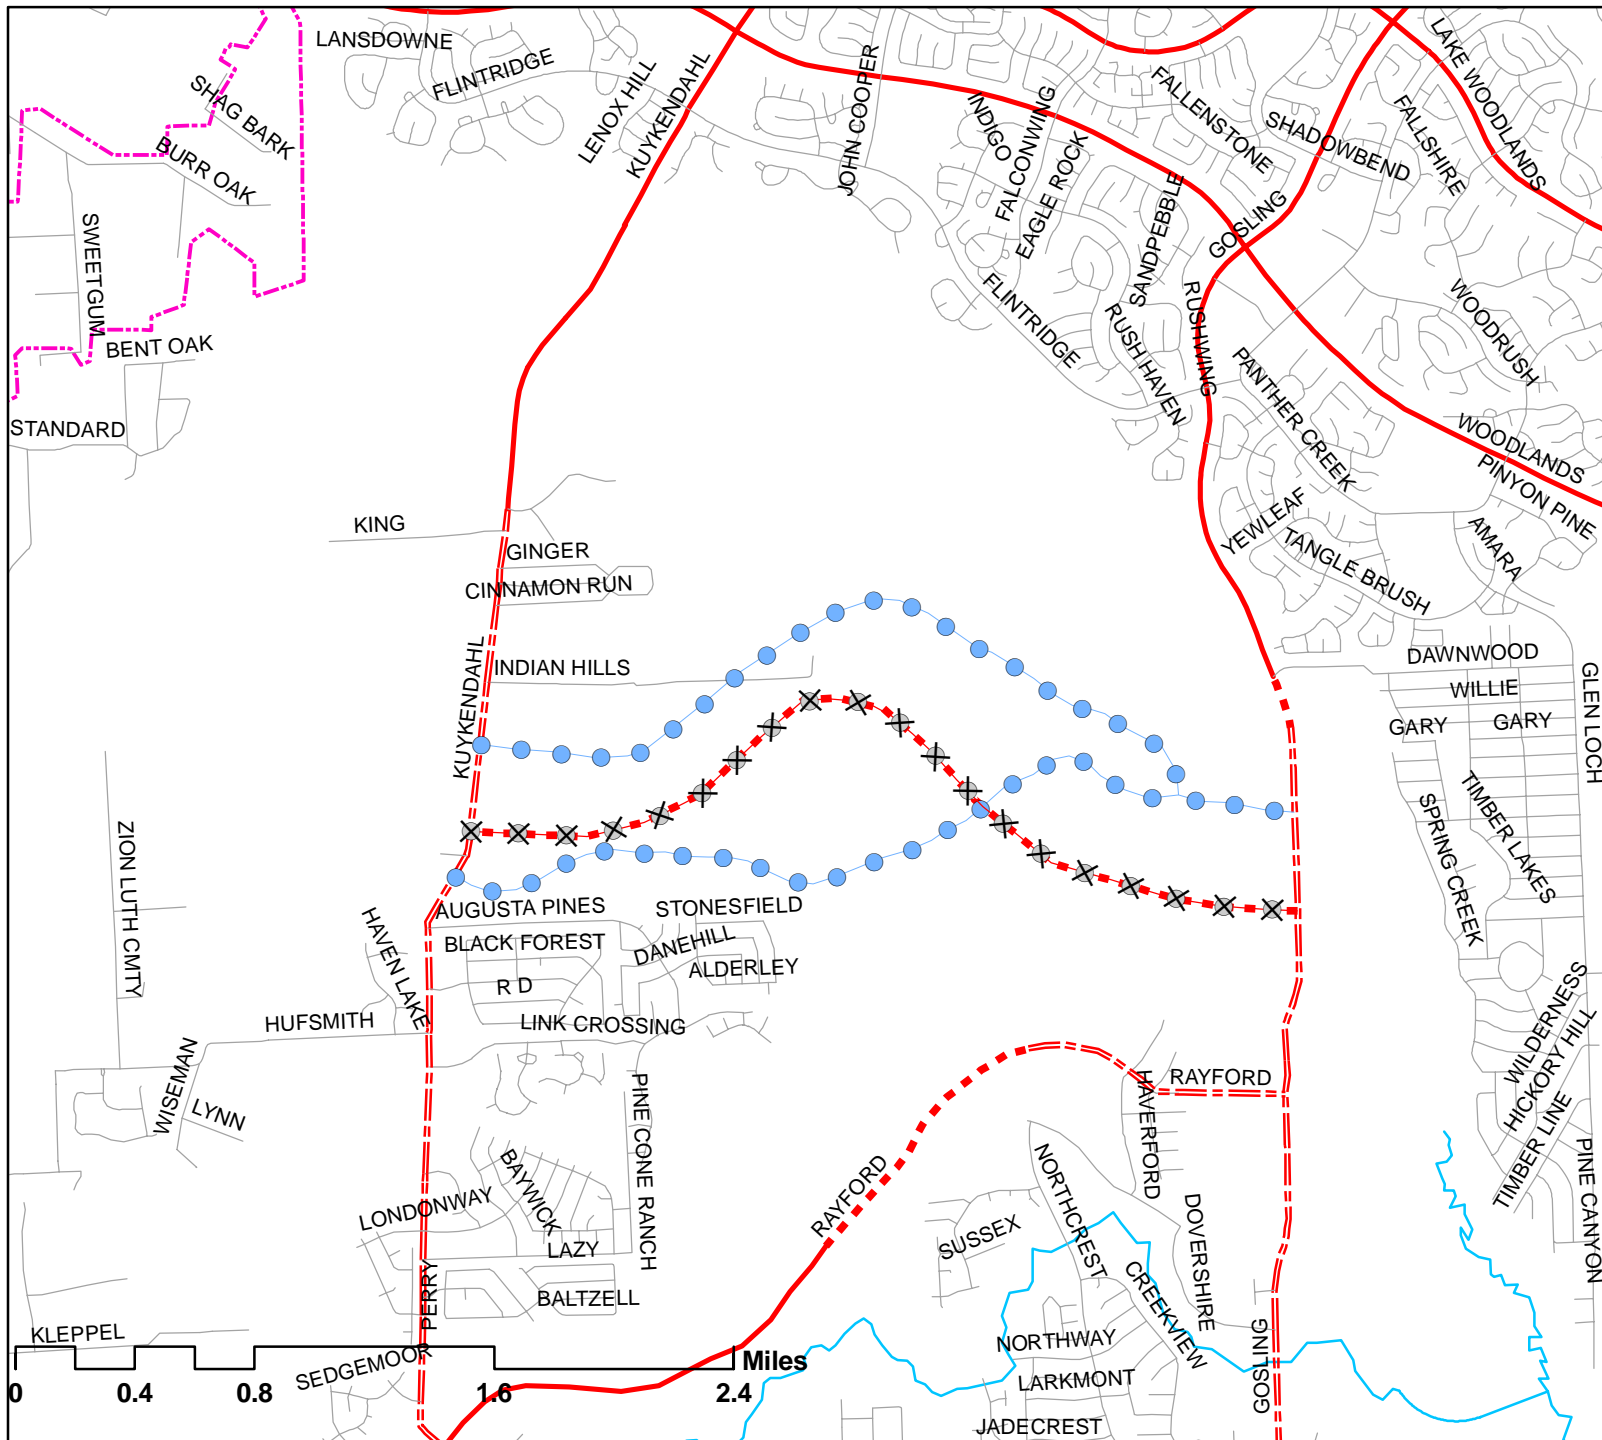 LANSDOWNE
FLINTRIDGE
LENOX HILL
KUYKENDAHL
JOHN COOPER
INDIGO
FALCONWING
EAGLE ROCK
FALLENSTONE
SHADOWBEND
FALLSHIRE
LAKE WOODLANDS
SHAG BARK
BURR OAK
SWEETGUM
BENT OAK
STANDARD
SANDPEBBLE
GOSLING
FLINTRIDGE
RUSH HAVEN
RUSHWING
WOODRUSH
PANTHER CREEK
WOODLANDS
PINYON PINE
YEWLEAF
TANGLE BRUSH
AMARA
KING
GINGER
CINNAMON RUN
INDIAN HILLS
KUYKENDAHL
DAWNWOOD
WILLIE
GARY
GARY
GLEN LOCH
TIMBER LAKES
SPRING CREEK
ZION LUTH CMTY
HAVEN LAKE
AUGUSTA PINES
STONESFIELD
BLACK FOREST
DANEHILL
ALDERLEY
R D
HUFSMITH
LINK CROSSING
WISEMAN
LYNN
PINE CONE RANCH
RAYFORD
HAVERFORD
WILDERNESS
HICKORY HILL
TIMBER LINE
PINE CANYON
BAYWICK
LONDONWAY
LAZY
RAYFORD
SUSSEX
NORTHCREST
DOVERSHIRE
CREEKVIEW
PERRY
BALTZELL
KLEPPEL
SEDGEMOOR
NORTHWAY
LARKMONT
JADECREST
GOSLING
Miles
0 0.4 0.8 1.6 2.4